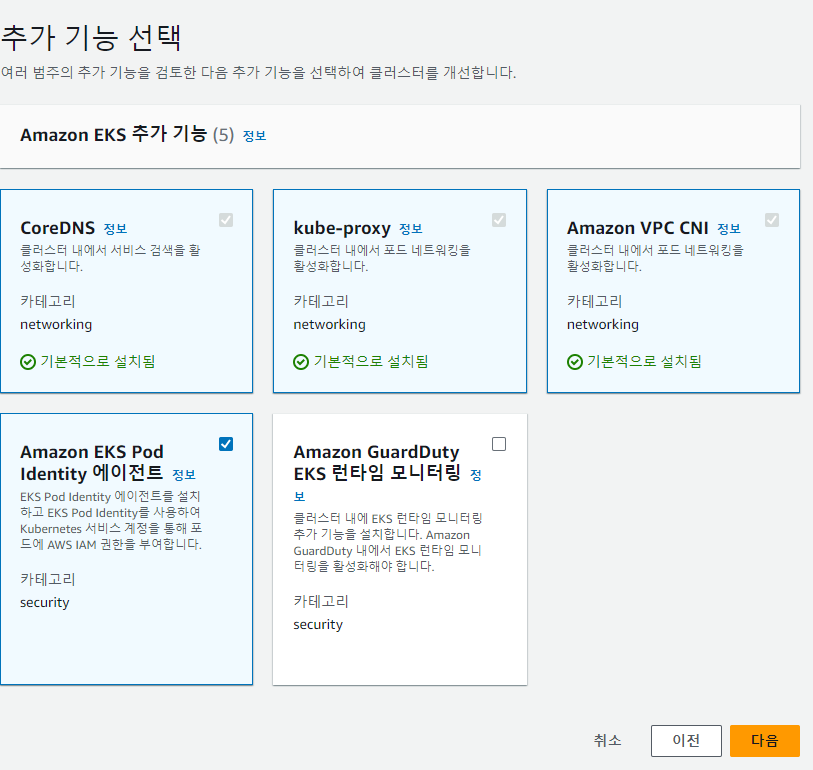 추가 기능 선택
여러 범주의 추가 기능을 검토한 다음 추가 기능을 선택하여 클러스터를 개선합니다.
Amazon EKS 추가 기능 (5) 정보
CoreDNS 정보
클러스터 내에서 서비스 검색을 활
성화합니다.
카테고리
networking
기본적으로 설치됨
kube-proxy 정보
클러스터 내에서 포드 네트워킹을
활성화합니다.
카테고리
networking
기본적으로 설치됨
Amazon VPC CNI 정보
클러스터 내에서 포드 네트워킹을
활성화합니다.
카테고리
networking
기본적으로 설치됨
Amazon EKS Pod
Identity 에이전트 정보
EKS Pod Identity 에이전트를 설치
하고 EKS Pod Identity를 사용하여
Kubernetes 서비스 계정을 통해 포
드에 AWS IAM 권한을 부여합니다.
카테고리
security
Amazon GuardDuty
EKS 런타임 모니터링 정
보
클러스터 내에 EKS 런타임 모니터링
추가 기능을 설치합니다. Amazon
GuardDuty 내에서 EKS 런타임 모니
터링을 활성화해야 합니다.
카테고리
security
취소
이전
다음